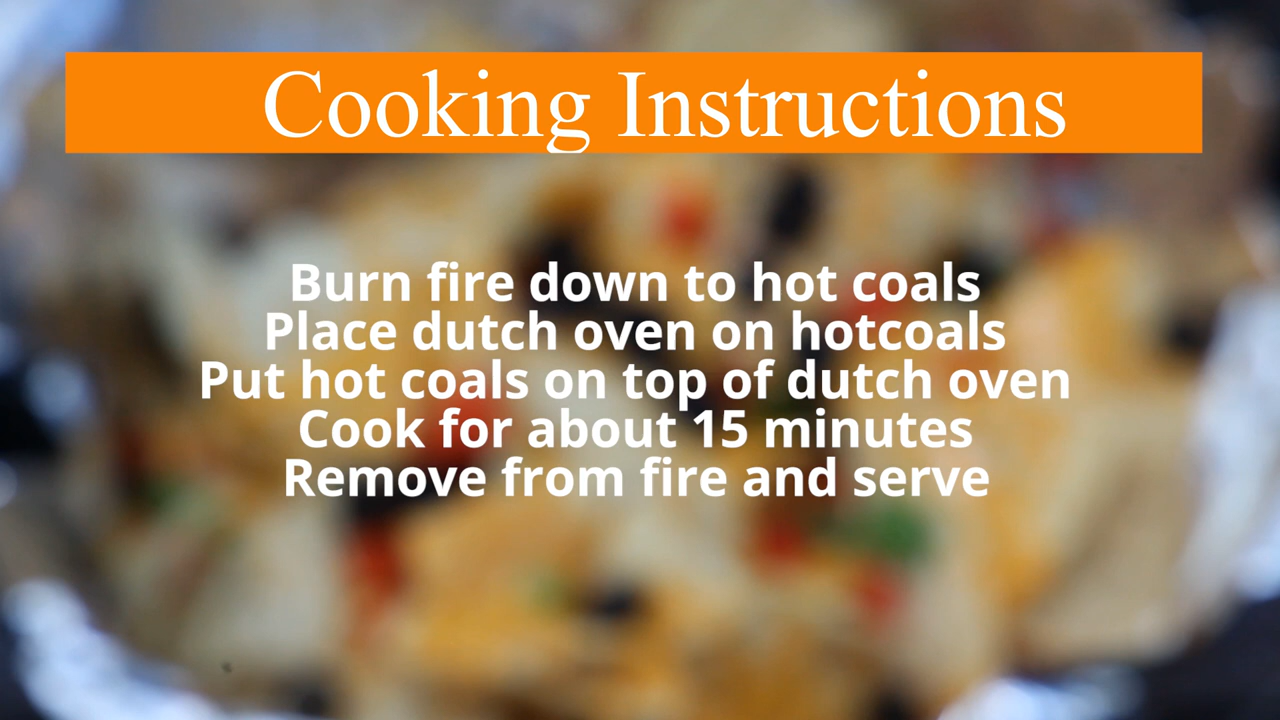 Cooking Instructions
Burn fire down to hot coals
Place dutch oven on hotcoals
Put hot coals on top of dutch oven
Cook for about 15 minutes
Remove from fire and serve